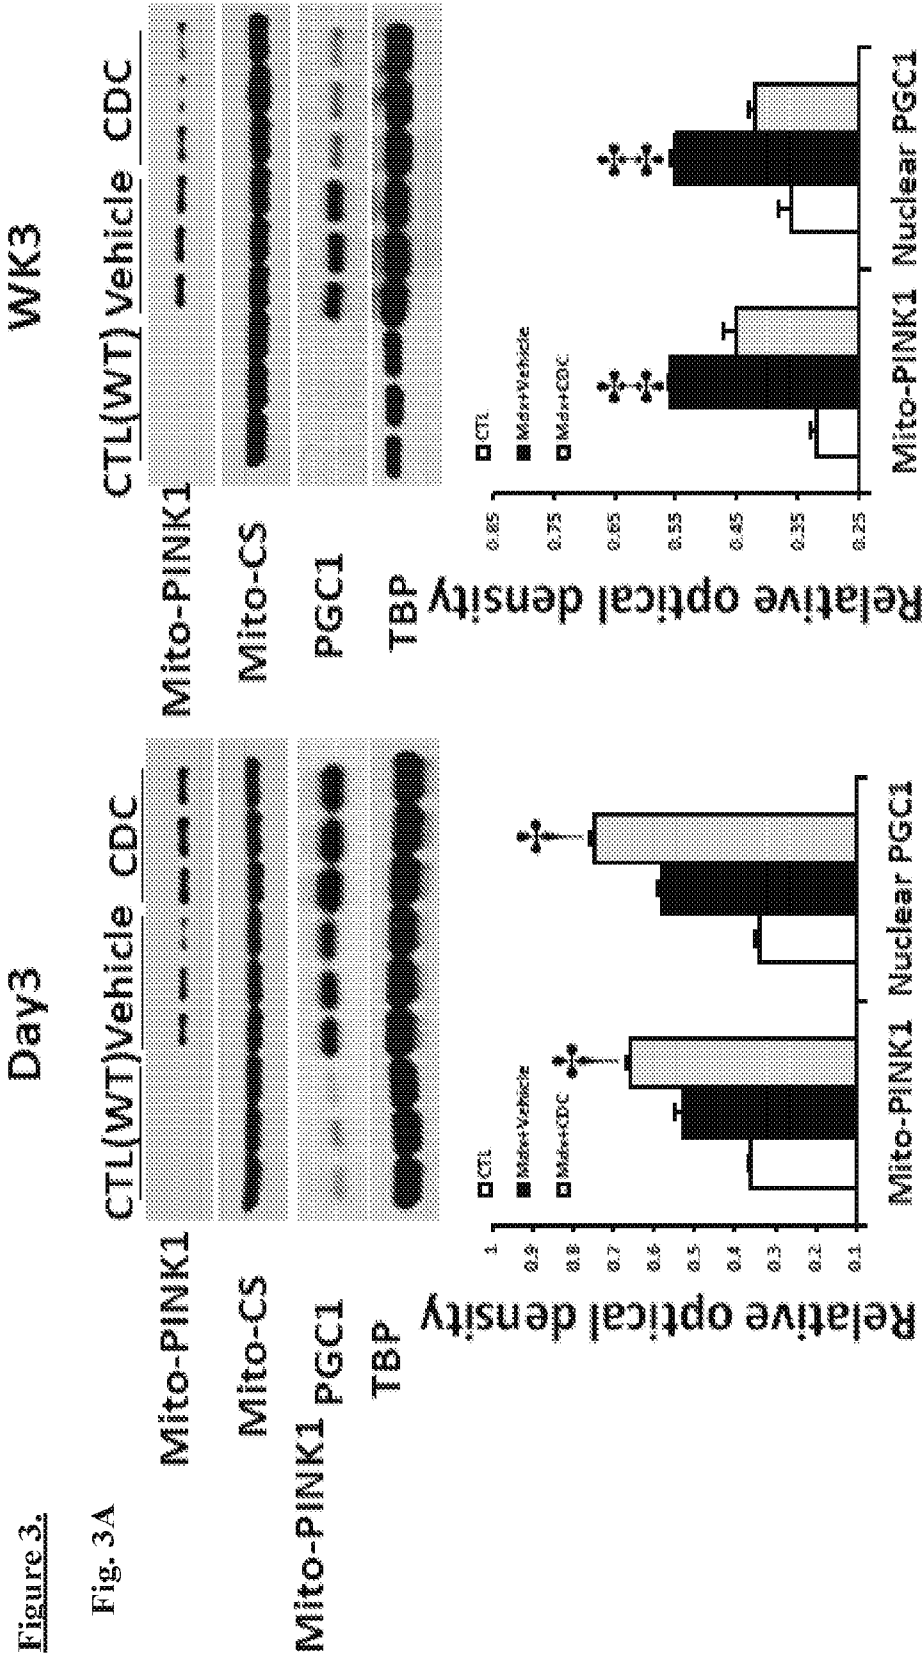 Figure 3.
Fig. 3A
Day3
CTL(WT) Vehicle CDC
Mito-PINK1
Mito-CS
Mito-PINK1
PGC1
TBP
Relative optical density
1
0.9
0.8
0.7
0.6
0.5
0.4
0.3
0.2
0.1
CTL
Mdx+Vehicle
Mdx+CDC
Mito-PINK1 Nuclear PGC1
WK3
CTL(WT) Vehicle CDC
Mito-PINK1
Mito-CS
PGC1
TBP
Relative optical density
0.85
0.75
0.65
0.55
0.45
0.35
0.25
CTL
Mdx+Vehicle
Mdx+CDC
Mito-PINK1 Nuclear PGC1